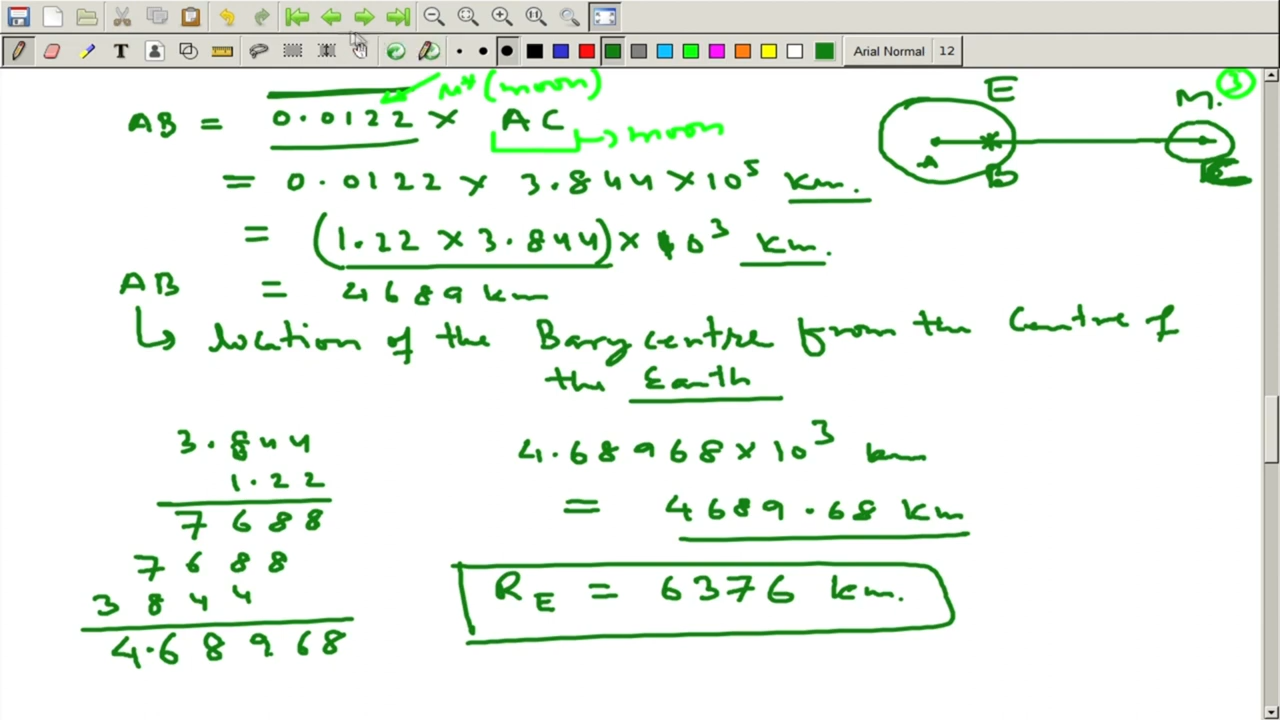 Arial Normal 12
μ* (moon)
AB = 0.0122 × AC → moon
= 0.0122 × 3.844 × 10⁵ km.
= (1.22 × 3.844) × 10³ km.
AB = 4689 km
↳ location of the Barycentre from the Centre of
the Earth
E M. 3
A B
3.844
1.22
7688
7688
3844
4.68968
4.68968 × 10³ km
= 4689.68 km
R_E = 6376 km.